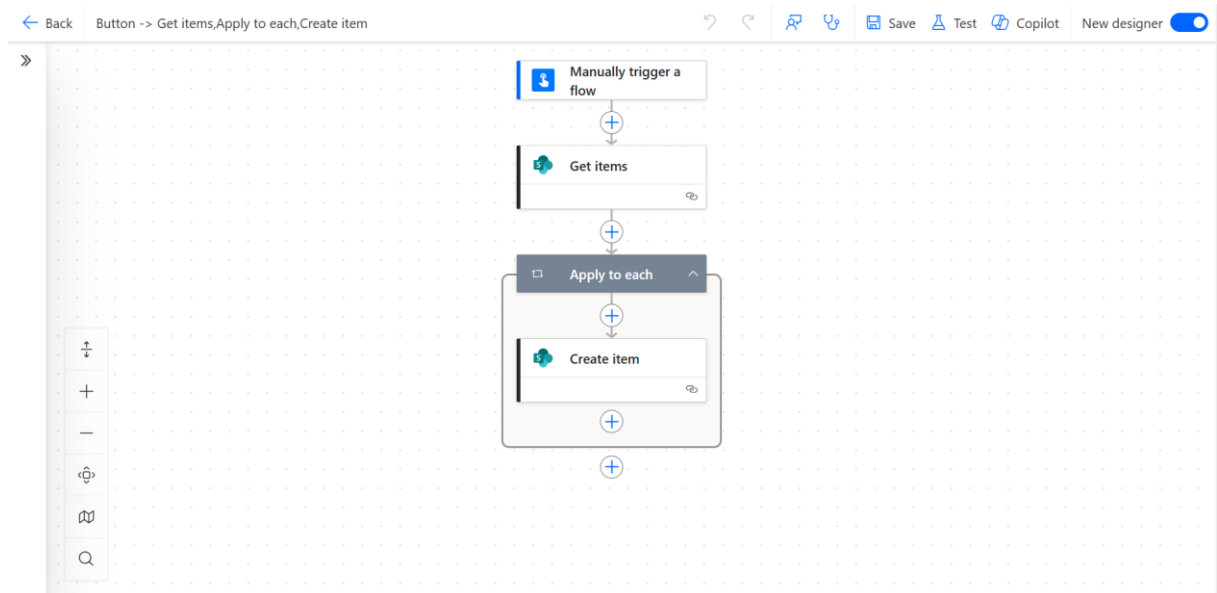 Back
Button -> Get items,Apply to each,Create item
Save
Test
Copilot
New designer
Manually trigger a
flow
Get items
Apply to each
Create item